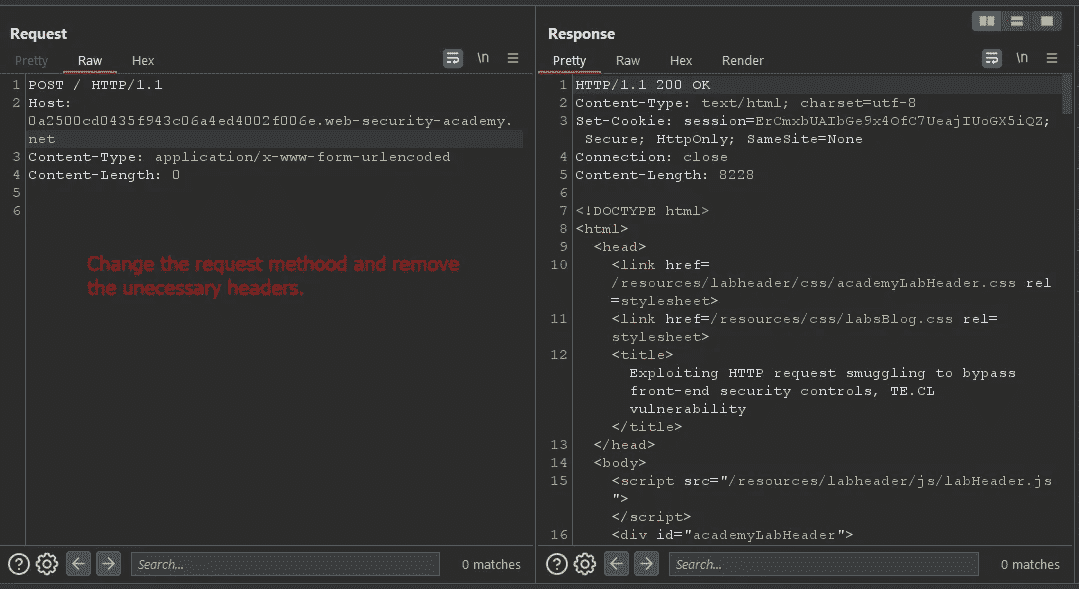 Request
Pretty Raw Hex
\n
1 POST / HTTP/1.1
2 Host:
0a2500cd0435f943c06a4ed4002f006e.web-security-academy.
net
3 Content-Type: application/x-www-form-urlencoded
4 Content-Length: 0
5
6
Change the request methood and remove
the unecessary headers.
Search...
0 matches
Response
Pretty Raw Hex Render
\n
1 HTTP/1.1 200 OK
2 Content-Type: text/html; charset=utf-8
3 Set-Cookie: session=ErCmxbUAIbGe9x4OfC7UeajIUoGX5iQZ;
Secure; HttpOnly; SameSite=None
4 Connection: close
5 Content-Length: 8228
6
7 <!DOCTYPE html>
8 <html>
9 <head>
10 <link href=
/resources/labheader/css/academyLabHeader.css rel
=stylesheet>
11 <link href=/resources/css/labsBlog.css rel=
stylesheet>
12 <title>
Exploiting HTTP request smuggling to bypass
front-end security controls, TE.CL
vulnerability
</title>
13 </head>
14 <body>
15 <script src="/resources/labheader/js/labHeader.js
">
</script>
16 <div id="academyLabHeader">
Search...
0 matches